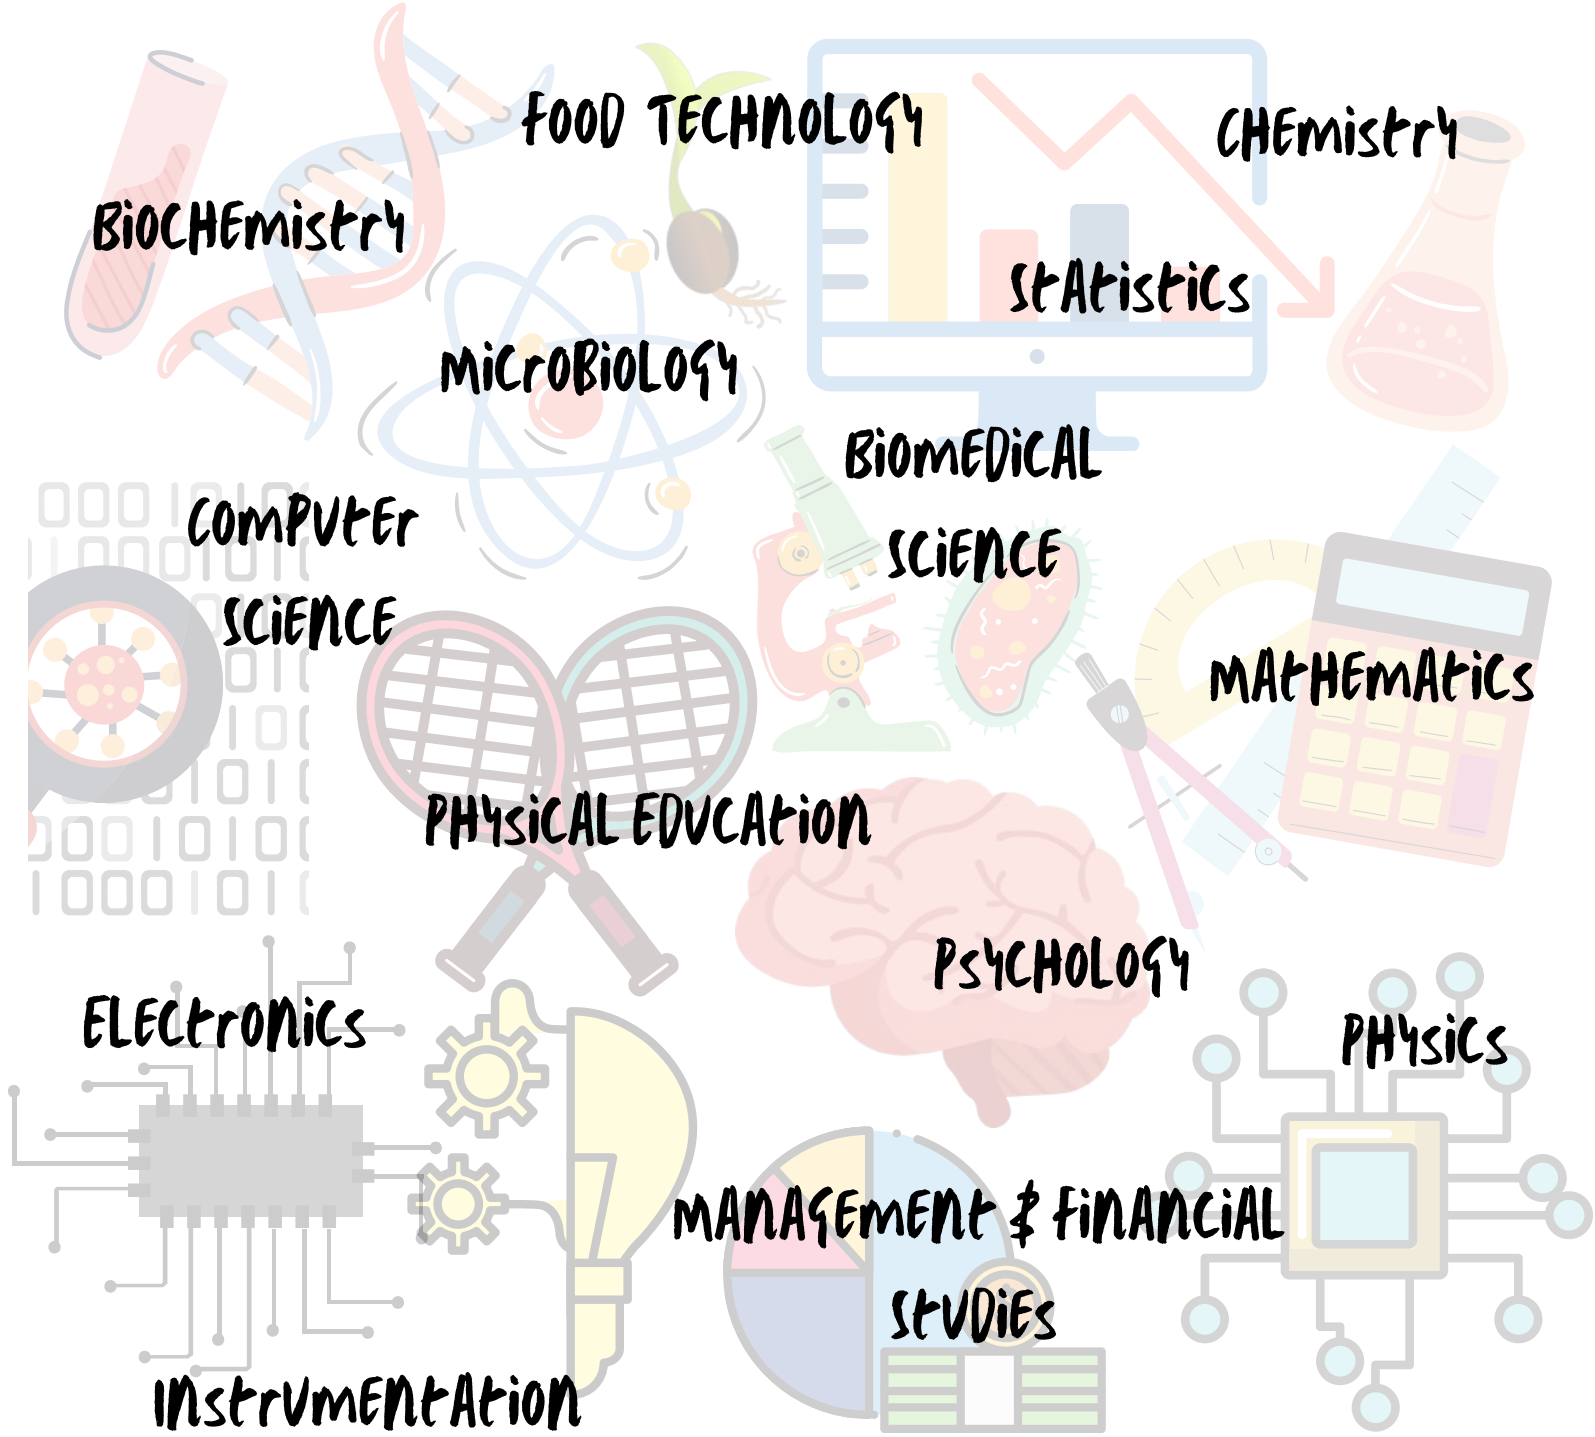 FOOD TECHNOLOGY
CHEmistry
BiOCHEmistry
StAtistiCs
miCrOBiOLOGY
BiOmEDiCAL
SCiENCE
COmPUtEr
SCiENCE
mAtHEmAtiCs
PHYsiCAL EDUCAtiON
PsYCHOLOGY
ELECtrONiCs
PHYsiCs
mANAGEmENt & FiNANCiAL
StUDiEs
INstrUmENtAtiON